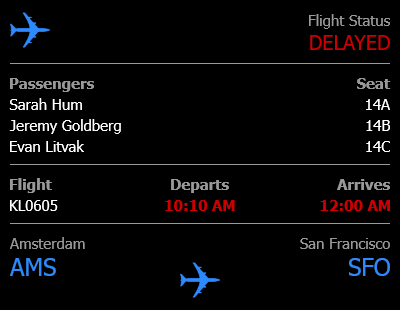 Flight Status
DELAYED
Passengers Seat
Sarah Hum 14A
Jeremy Goldberg 14B
Evan Litvak 14C
Flight Departs Arrives
KL0605 10:10 AM 12:00 AM
Amsterdam San Francisco
AMS SFO